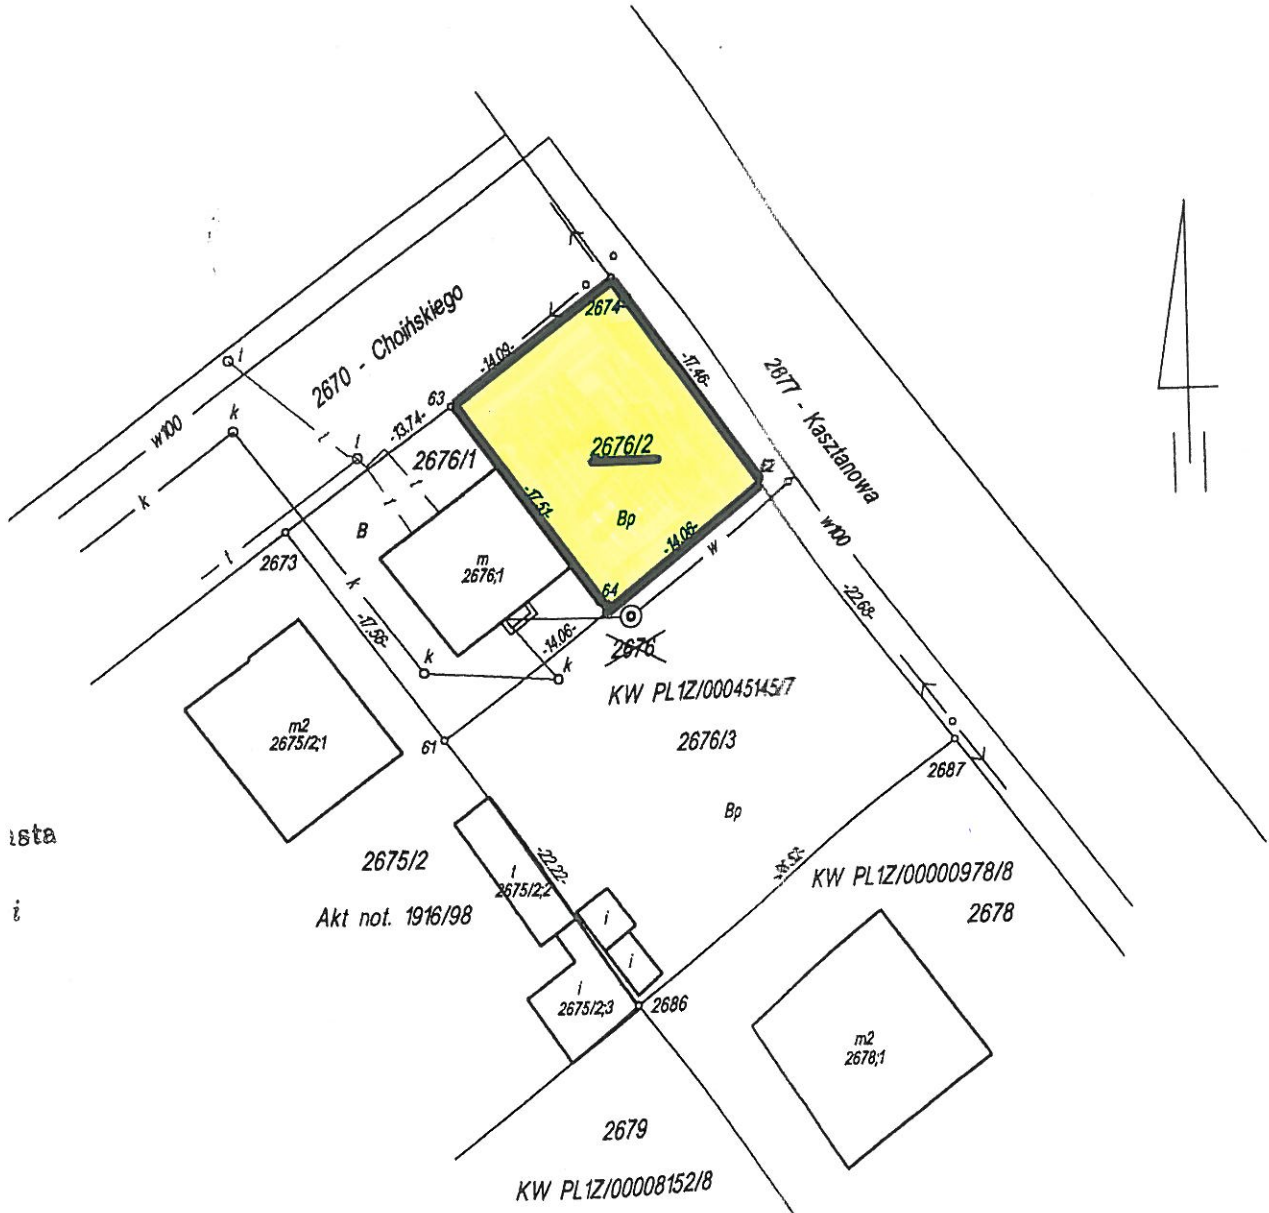 2674
2670 - Choińskiego
-14.09-
-17.46-
l
63
2677 - Kasztanowa
k
w100
-13.74-
l
2676/1
2676/2
62
k
-17.51-
Bp
B
-14.06-
w
w100
t
2673
m
2676;1
k
64
-22.68-
-17.56-
-14.06-
2676
k
k
KW PL1Z/00045145/7
m2
2675/2;1
61
2676/3
2687
Bp
ista
2675/2
-22.22-
-26.52-
KW PL1Z/00000978/8
i
2675/2;2
i
Akt not. 1916/98
i
2678
i
i
2675/2;3
2686
m2
2678;1
2679
KW PL1Z/00008152/8